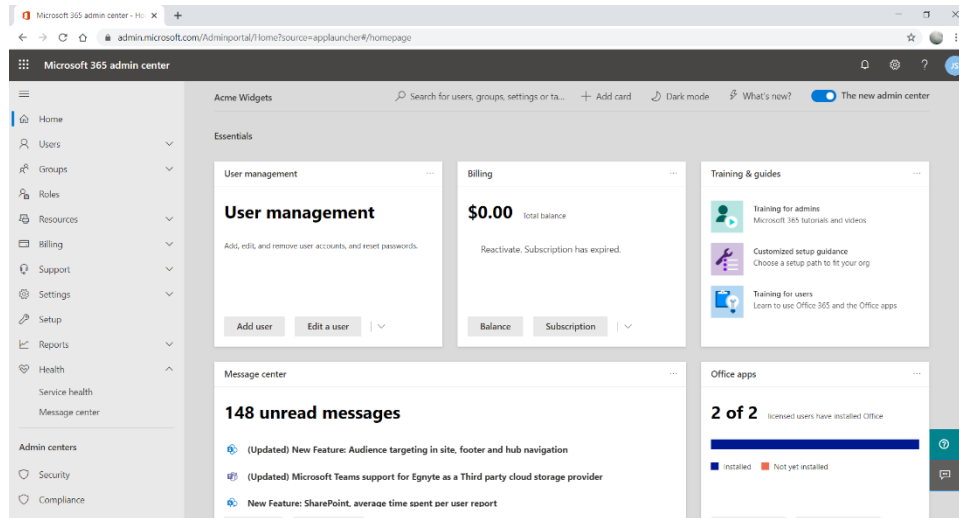 Microsoft 365 admin center - Ho
admin.microsoft.com/Adminportal/Home?source=applauncher#/homepage
Microsoft 365 admin center
JS
Acme Widgets
Search for users, groups, settings or ta...
Add card
Dark mode
What's new?
The new admin center
Home
Users
Groups
Roles
Resources
Billing
Support
Settings
Setup
Reports
Health
Service health
Message center
Admin centers
Security
Compliance
Essentials
User management
User management
Add, edit, and remove user accounts, and reset passwords.
Add user
Edit a user
Billing
$0.00 Total balance
Reactivate. Subscription has expired.
Balance
Subscription
Training & guides
Training for admins
Microsoft 365 tutorials and videos
Customized setup guidance
Choose a setup path to fit your org
Training for users
Learn to use Office 365 and the Office apps
Message center
148 unread messages
(Updated) New Feature: Audience targeting in site, footer and hub navigation
(Updated) Microsoft Teams support for Egnyte as a Third party cloud storage provider
New Feature: SharePoint, average time spent per user report
Office apps
2 of 2 licensed users have installed Office
Installed
Not yet installed